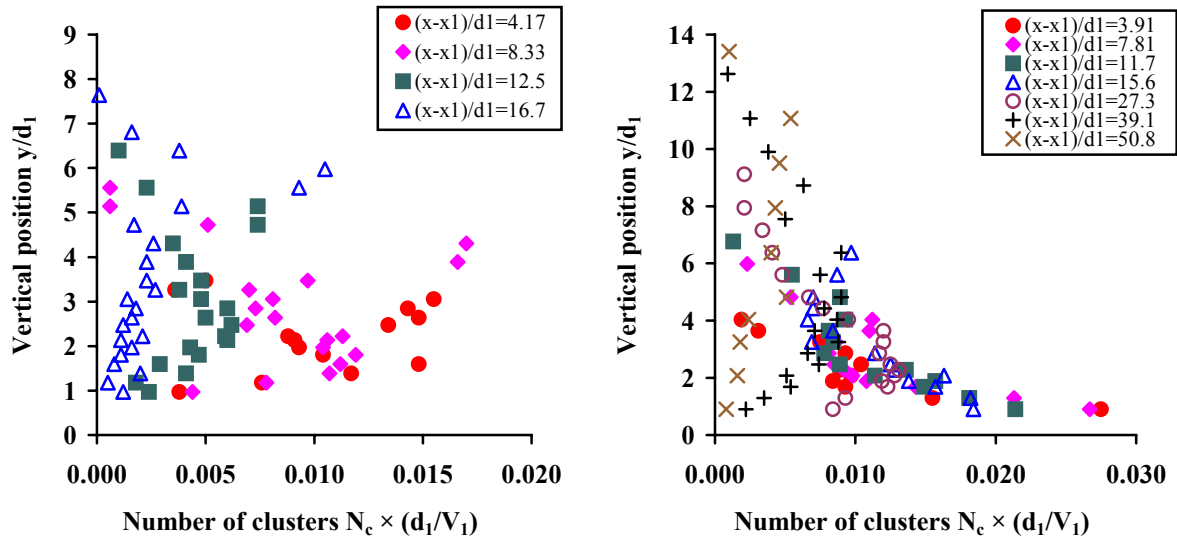 (x-x1)/d1=4.17
(x-x1)/d1=8.33
(x-x1)/d1=12.5
(x-x1)/d1=16.7
9
8
7
6
5
4
3
2
1
0
Vertical position y/d1
0.000
0.005
0.010
0.015
0.020
Number of clusters Nc × (d1/V1)
(x-x1)/d1=3.91
(x-x1)/d1=7.81
(x-x1)/d1=11.7
(x-x1)/d1=15.6
(x-x1)/d1=27.3
(x-x1)/d1=39.1
(x-x1)/d1=50.8
14
12
10
8
6
4
2
0
Vertical position y/d1
0.000
0.010
0.020
0.030
Number of clusters Nc × (d1/V1)